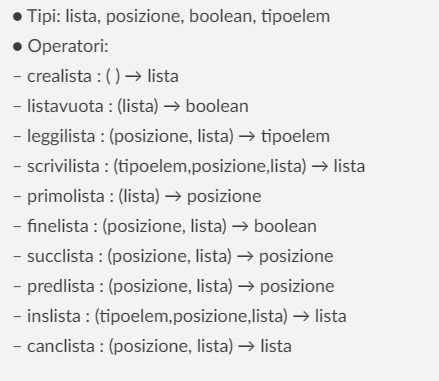 ● Tipi: lista, posizione, boolean, tipoelem
● Operatori:
– crealista : ( ) → lista
– listavuota : (lista) → boolean
– leggilista : (posizione, lista) → tipoelem
– scrivilista : (tipoelem,posizione,lista) → lista
– primolista : (lista) → posizione
– finelista : (posizione, lista) → boolean
– succlista : (posizione, lista) → posizione
– predlista : (posizione, lista) → posizione
– inslista : (tipoelem,posizione,lista) → lista
– canclista : (posizione, lista) → lista